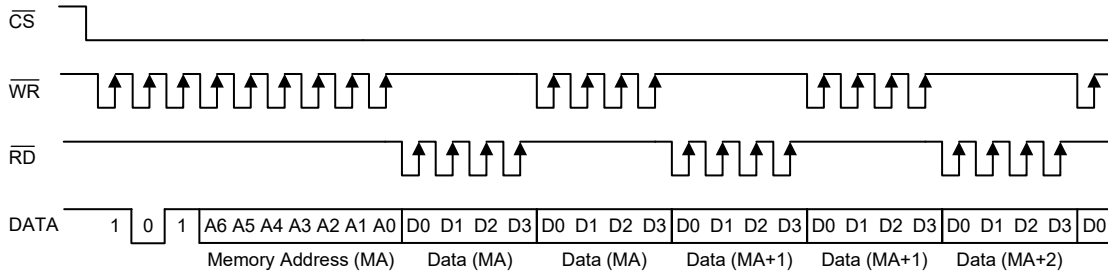 CS
WR
RD
DATA 1 0 1 A6 A5 A4 A3 A2 A1 A0 D0 D1 D2 D3 D0 D1 D2 D3 D0 D1 D2 D3 D0 D1 D2 D3 D0 D1 D2 D3 D0
Memory Address (MA) Data (MA) Data (MA) Data (MA+1) Data (MA+1) Data (MA+2)